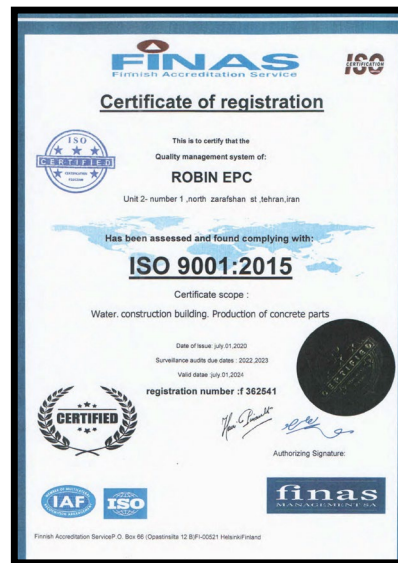 FINAS
Finnish Accreditation Service
ISO
CERTIFICATION
Certificate of registration
ISO
CERTIFIED
This is to certify that the
Quality management system of:
ROBIN EPC
Unit 2- number 1 ,north zarafshan st ,tehran,iran
Has been assessed and found complying with:
ISO 9001:2015
Certificate scope :
Water. construction building. Production of concrete parts
Date of issue: july.01,2020
Surveillance audits due dates : 2022,2023
Valid datae :july.01,2024
registration number :f 362541
CERTIFIED
CERTIFIED
Authorizing Signature:
IAF
ISO
finas
MANAGEMENT SA
Finnish Accreditation ServiceP.O. Box 66 (Opastinsilta 12 B)FI-00521 HelsinkiFinland